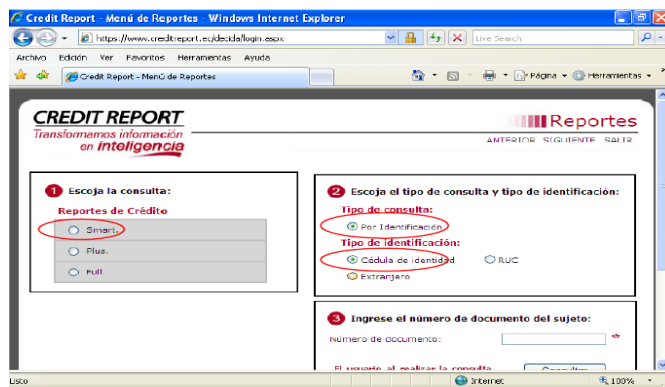 Credit Report - Menú de Reportes - Windows Internet Explorer
https://www.creditreport.ec/decida/login.aspx
Live Search
Archivo Edición Ver Favoritos Herramientas Ayuda
Credit Report - Menú de Reportes
Página Herramientas
CREDIT REPORT
Transformamos información
en inteligencia
Reportes
ANTERIOR SIGUIENTE SALIR
1 Escoja la consulta:
Reportes de Crédito
Smart.
Plus.
Full.
2 Escoja el tipo de consulta y tipo de identificación:
Tipo de consulta:
Por Identificación
Tipo de identificación:
Cédula de identidad RUC
Extranjero
3 Ingrese el número de documento del sujeto:
Número de documento:
El usuario al realizar la consulta
Consultar
Listo
Internet
100%